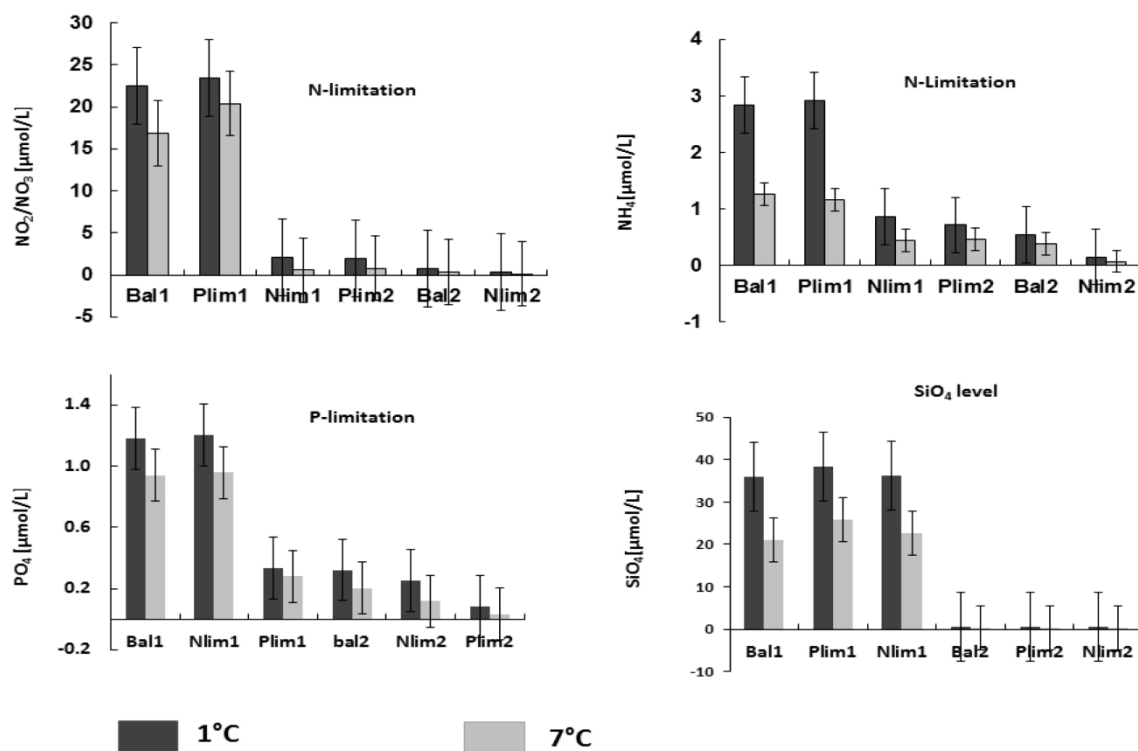 N-limitation
NO2/NO3 [µmol/L]
30
25
20
15
10
5
0
-5
Bal1 Plim1 Nlim1 Plim2 Bal2 Nlim2
N-Limitation
NH4[µmol/L]
4
3
2
1
0
-1
Bal1 Plim1 Nlim1 Plim2 Bal2 Nlim2
P-limitation
PO4 [µmol/L]
1.4
1.0
0.6
0.2
-0.2
Bal1 Nlim1 Plim1 bal2 Nlim2 Plim2
SiO4 level
SiO4[µmol/L]
50
40
30
20
10
0
-10
Bal1 Plim1 Nlim1 Bal2 Plim2 Nlim2
1°C 7°C